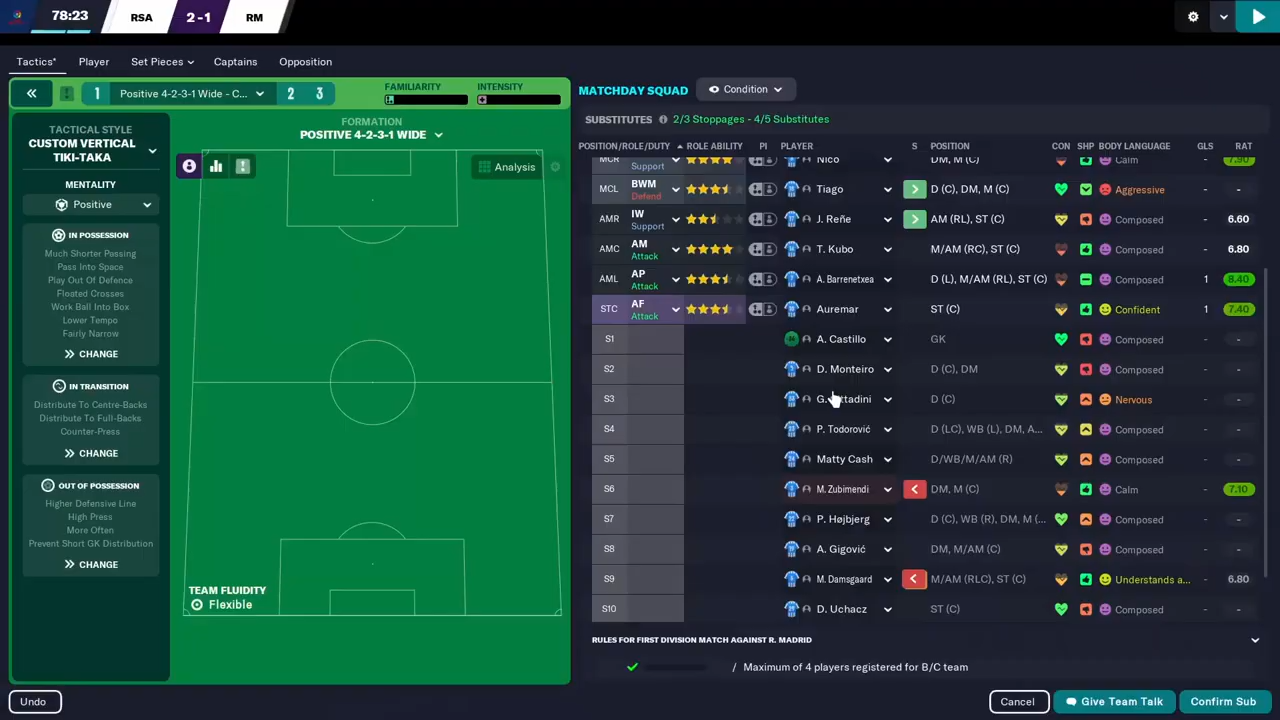 78:23
RSA
2 - 1
RM
Tactics*
Player
Set Pieces
Captains
Opposition
1
Positive 4-2-3-1 Wide - C...
2
3
FAMILIARITY
INTENSITY
TACTICAL STYLE
CUSTOM VERTICAL
TIKI-TAKA
MENTALITY
Positive
IN POSSESSION
Much Shorter Passing
Pass Into Space
Play Out Of Defence
Floated Crosses
Work Ball Into Box
Lower Tempo
Fairly Narrow
CHANGE
IN TRANSITION
Distribute To Centre-Backs
Distribute To Full-Backs
Counter-Press
CHANGE
OUT OF POSSESSION
Higher Defensive Line
High Press
More Often
Prevent Short GK Distribution
CHANGE
FORMATION
POSITIVE 4-2-3-1 WIDE
Analysis
TEAM FLUIDITY
Flexible
MATCHDAY SQUAD
Condition
SUBSTITUTES 2/3 Stoppages - 4/5 Substitutes
POSITION/ROLE/DUTY ROLE ABILITY PI PLAYER S POSITION CON SHP BODY LANGUAGE GLS RAT
MCR Support Nico DM, M (C) Calm - 7.90
MCL BWM Defend Tiago D (C), DM, M (C) Aggressive - -
AMR IW Support J. Reñe AM (RL), ST (C) Composed - 6.60
AMC AM Attack T. Kubo M/AM (RC), ST (C) Composed - 6.80
AML AP Attack A. Barrenetxea D (L), M/AM (RL), ST (C) Composed 1 8.40
STC AF Attack Auremar ST (C) Confident 1 7.40
S1 A. Castillo GK Composed - -
S2 D. Monteiro D (C), DM Composed - -
S3 D (C) Nervous - -
S4 P. Todorović D (LC), WB (L), DM, A... Composed - -
S5 Matty Cash D/WB/M/AM (R) Composed - -
S6 M. Zubimendi DM, M (C) Calm - 7.10
S7 P. Højbjerg D (C), WB (R), DM, M (... Composed - -
S8 A. Gigović DM, M/AM (C) Composed - -
S9 M. Damsgaard M/AM (RLC), ST (C) Understands a... - 6.80
S10 D. Uchacz ST (C) Composed - -
RULES FOR FIRST DIVISION MATCH AGAINST R. MADRID
/ Maximum of 4 players registered for B/C team
Undo
Cancel
Give Team Talk
Confirm Sub